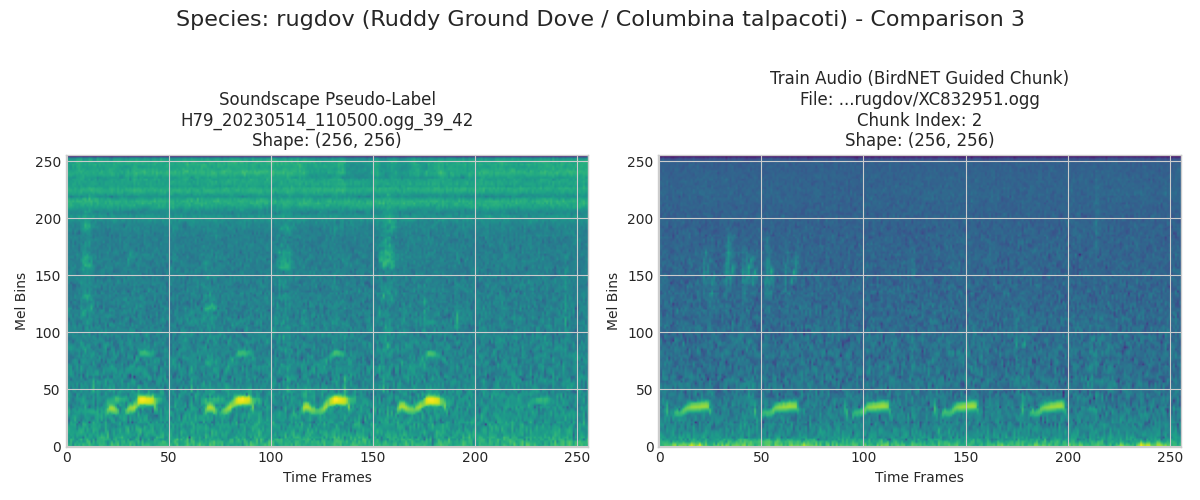 Species: rugdov (Ruddy Ground Dove / Columbina talpacoti) - Comparison 3
Soundscape Pseudo-Label
H79_20230514_110500.ogg_39_42
Shape: (256, 256)
250
200
150
100
50
0
Mel Bins
0 50 100 150 200 250
Time Frames
Train Audio (BirdNET Guided Chunk)
File: ...rugdov/XC832951.ogg
Chunk Index: 2
Shape: (256, 256)
250
200
150
100
50
0
Mel Bins
0 50 100 150 200 250
Time Frames